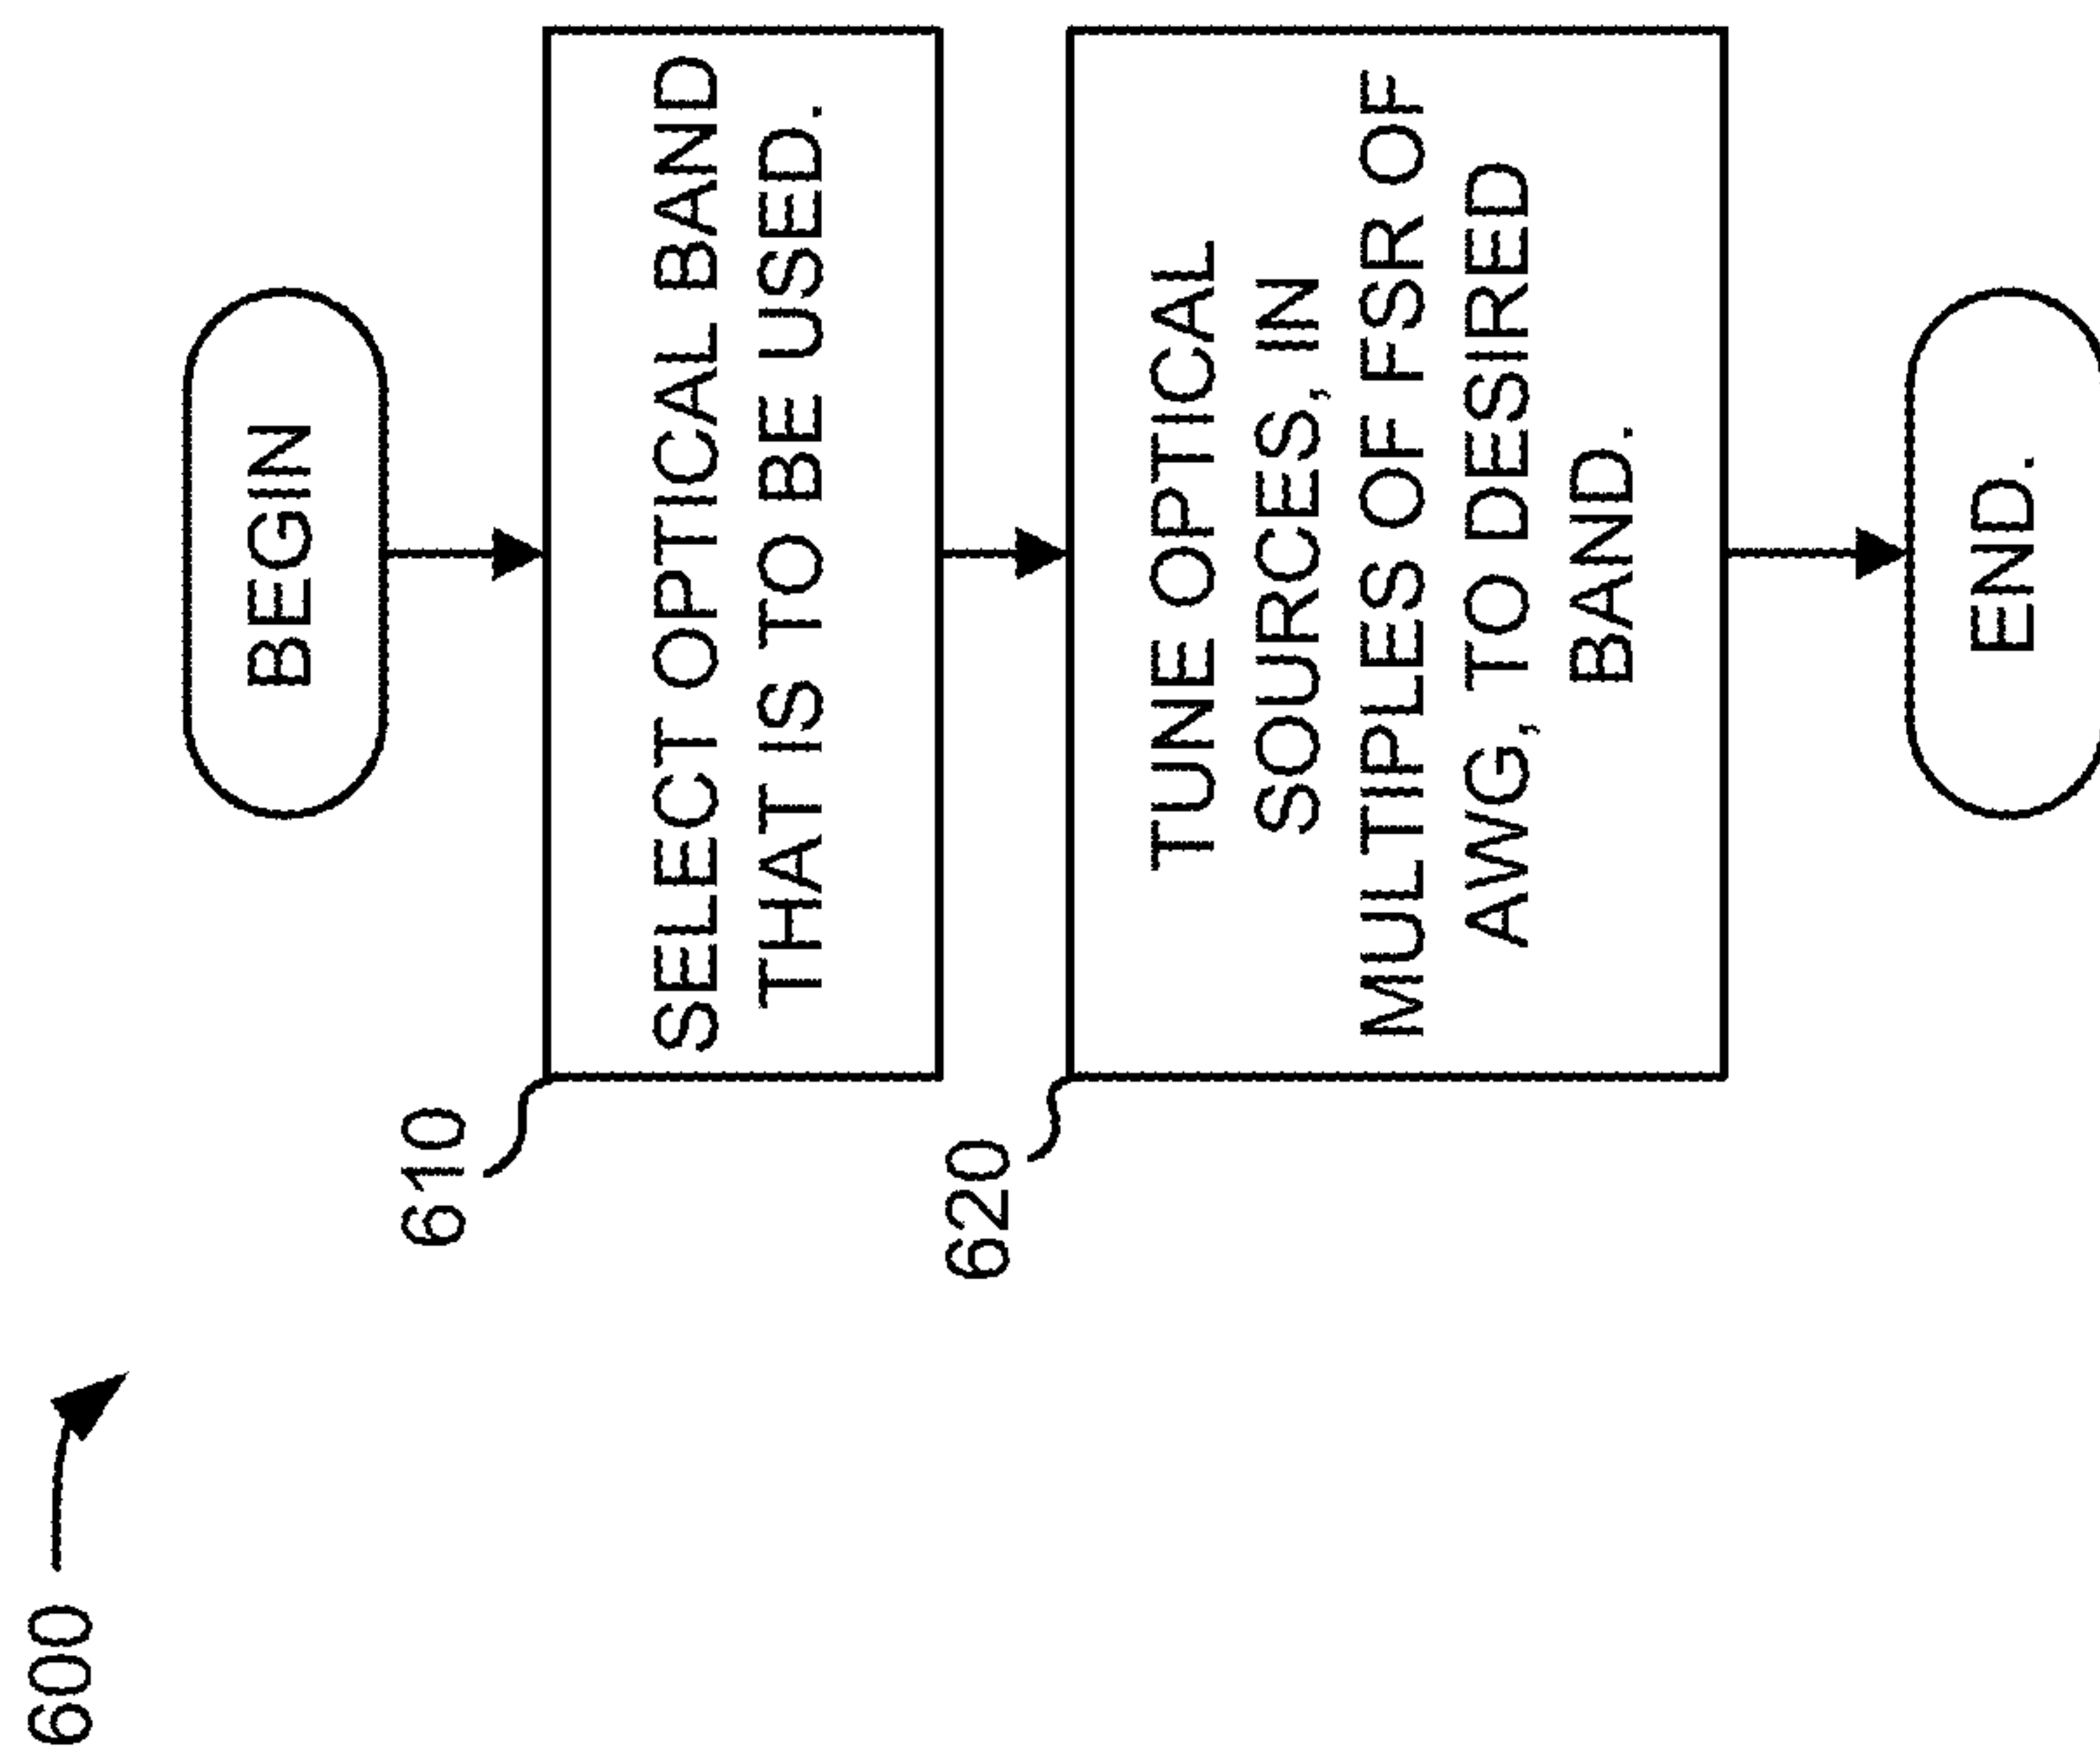 600
BEGIN
610
SELECT OPTICAL BAND
THAT IS TO BE USED.
620
TUNE OPTICAL
SOURCES, IN
MULTIPLES OF FSR OF
AWG, TO DESIRED
BAND.
END.